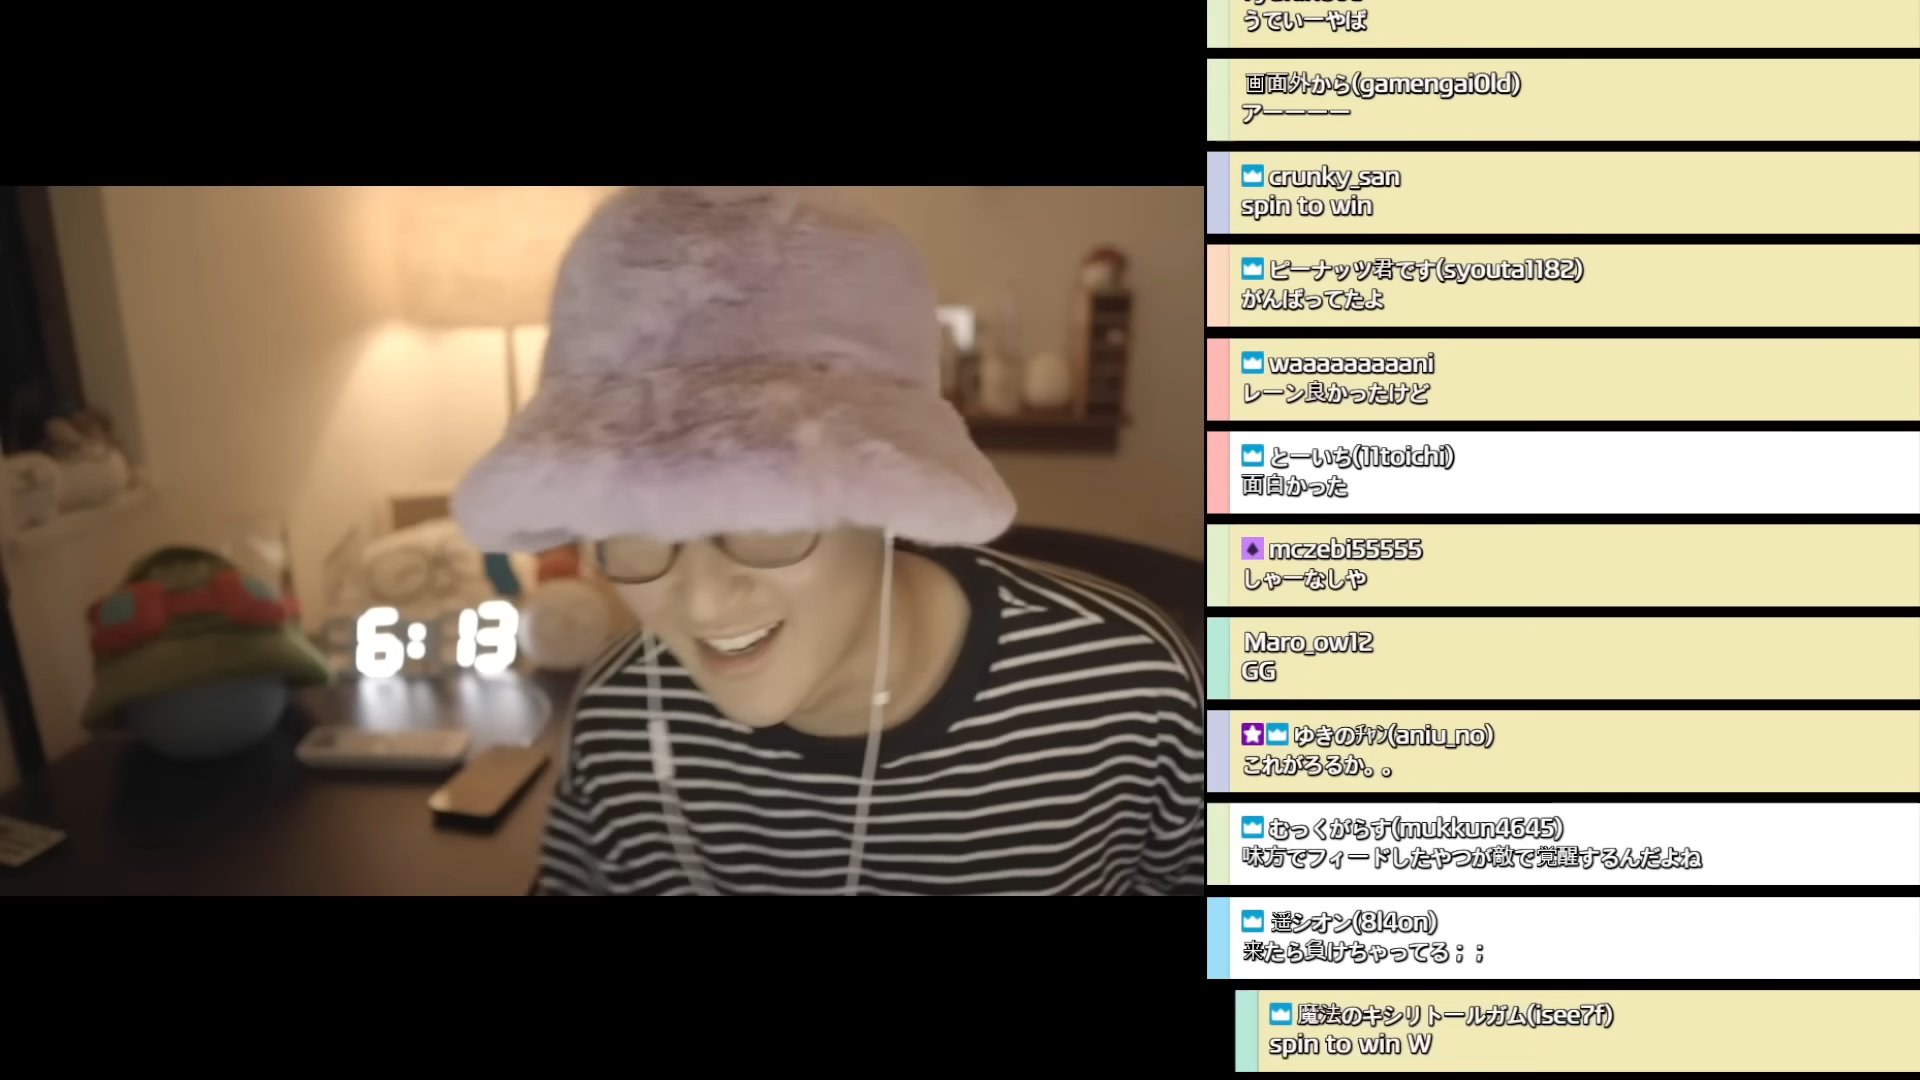 うでいーやば
画面外から(gamengai0ld)
アーーーー
crunky_san
spin to win
ピーナッツ君です(syouta1182)
がんばってたよ
waaaaaaaaani
レーン良かったけど
とーいち(11toichi)
面白かった
mczebi55555
しゃーなしや
Maro_ow12
GG
ゆきのﾁｬﾝ(aniu_no)
これがろるか。。
むっくがらす(mukkun4645)
味方でフィードしたやつが敵で覚醒するんだよね
遥シオン(8l4on)
来たら負けちゃってる；；
魔法のキシリトールガム(isee7f)
spin to win W
6:13